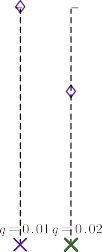 q = 0.01 q = 0.02